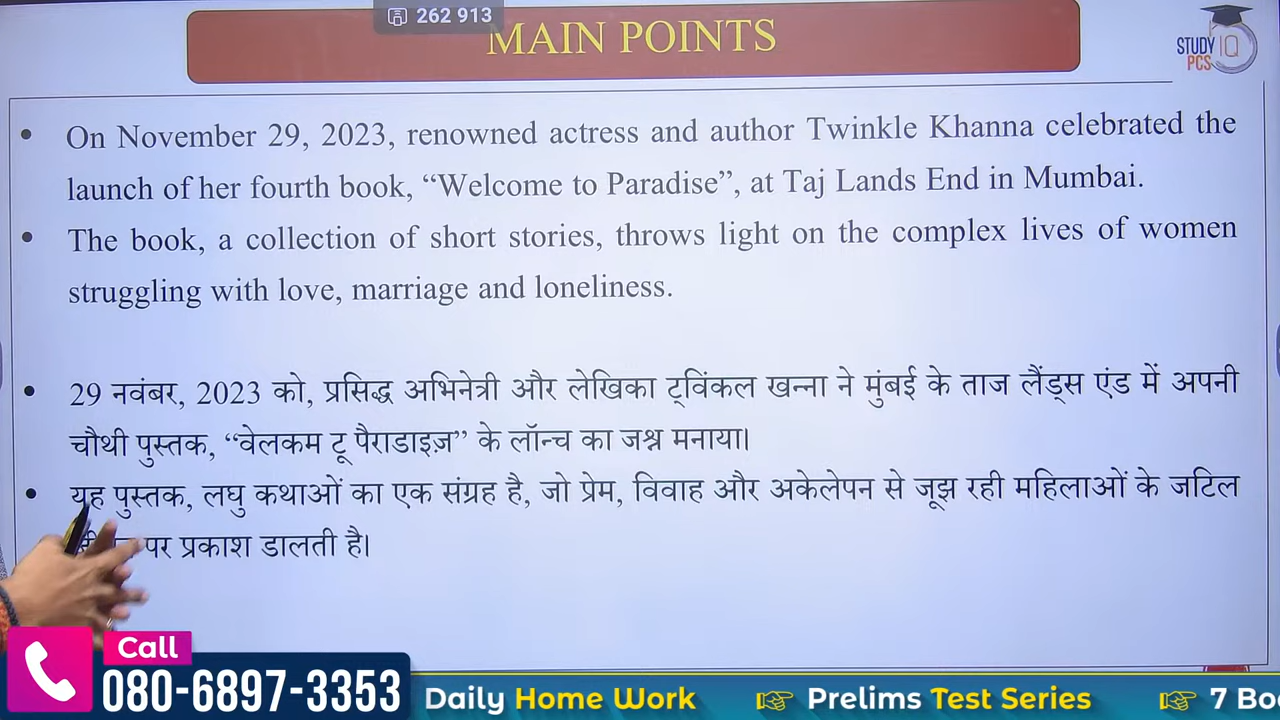 262 913
MAIN POINTS
STUDY IQ
PCS
• On November 29, 2023, renowned actress and author Twinkle Khanna celebrated the
launch of her fourth book, “Welcome to Paradise”, at Taj Lands End in Mumbai.
• The book, a collection of short stories, throws light on the complex lives of women
struggling with love, marriage and loneliness.
• 29 नवंबर, 2023 को, प्रसिद्ध अभिनेत्री और लेखिका ट्विंकल खन्ना ने मुंबई के ताज लैंड्स एंड में अपनी
चौथी पुस्तक, “वेलकम टू पैराडाइज़” के लॉन्च का जश्न मनाया।
• यह पुस्तक, लघु कथाओं का एक संग्रह है, जो प्रेम, विवाह और अकेलेपन से जूझ रही महिलाओं के जटिल
पर प्रकाश डालती है।
Call
080-6897-3353
Daily Home Work Prelims Test Series 7 Bo